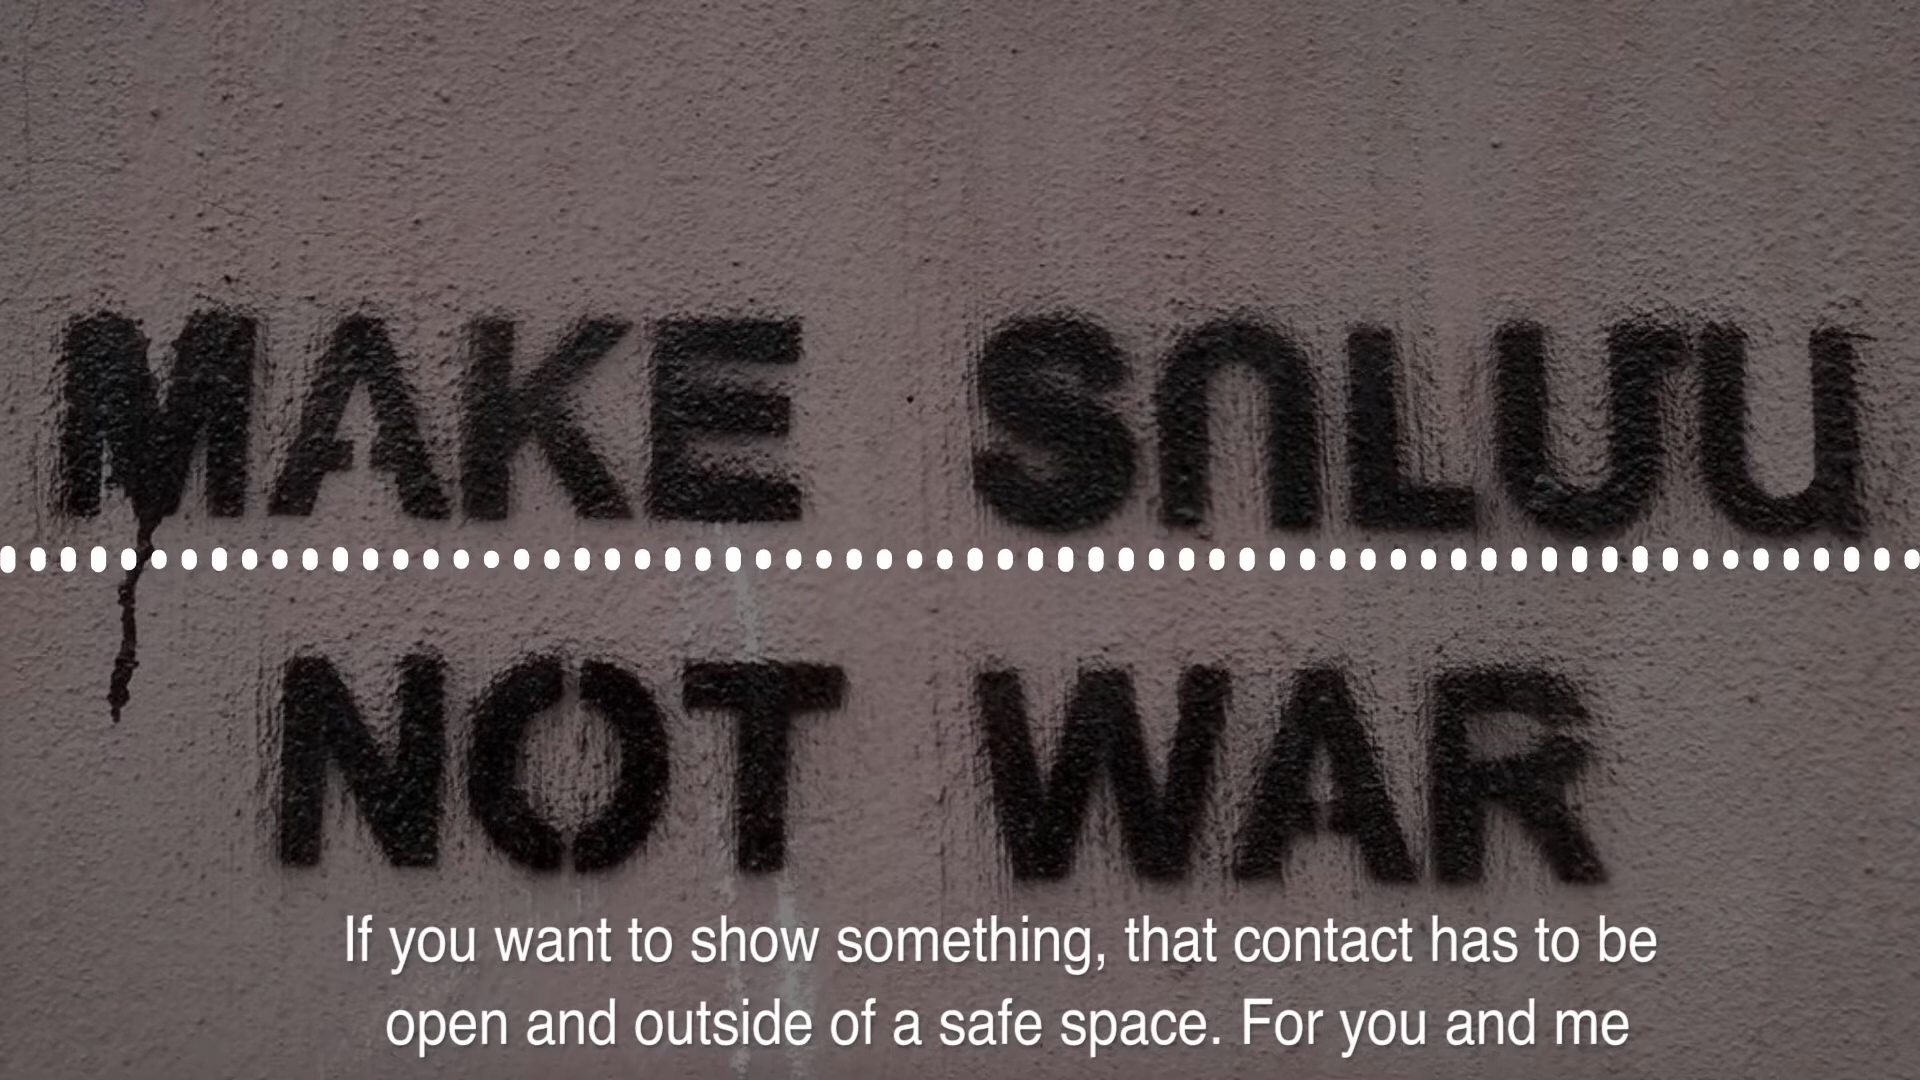 MAKE ՏՈԼՄԱ
NOT WAR
If you want to show something, that contact has to be
open and outside of a safe space. For you and me